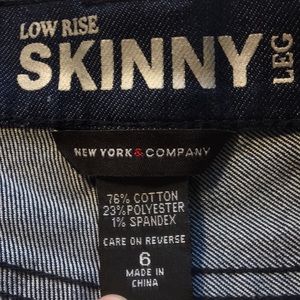 LOW RISE
SKINNY
LEG
NEW YORK & COMPANY
76% COTTON
23% POLYESTER
1% SPANDEX
CARE ON REVERSE
6
MADE IN
CHINA